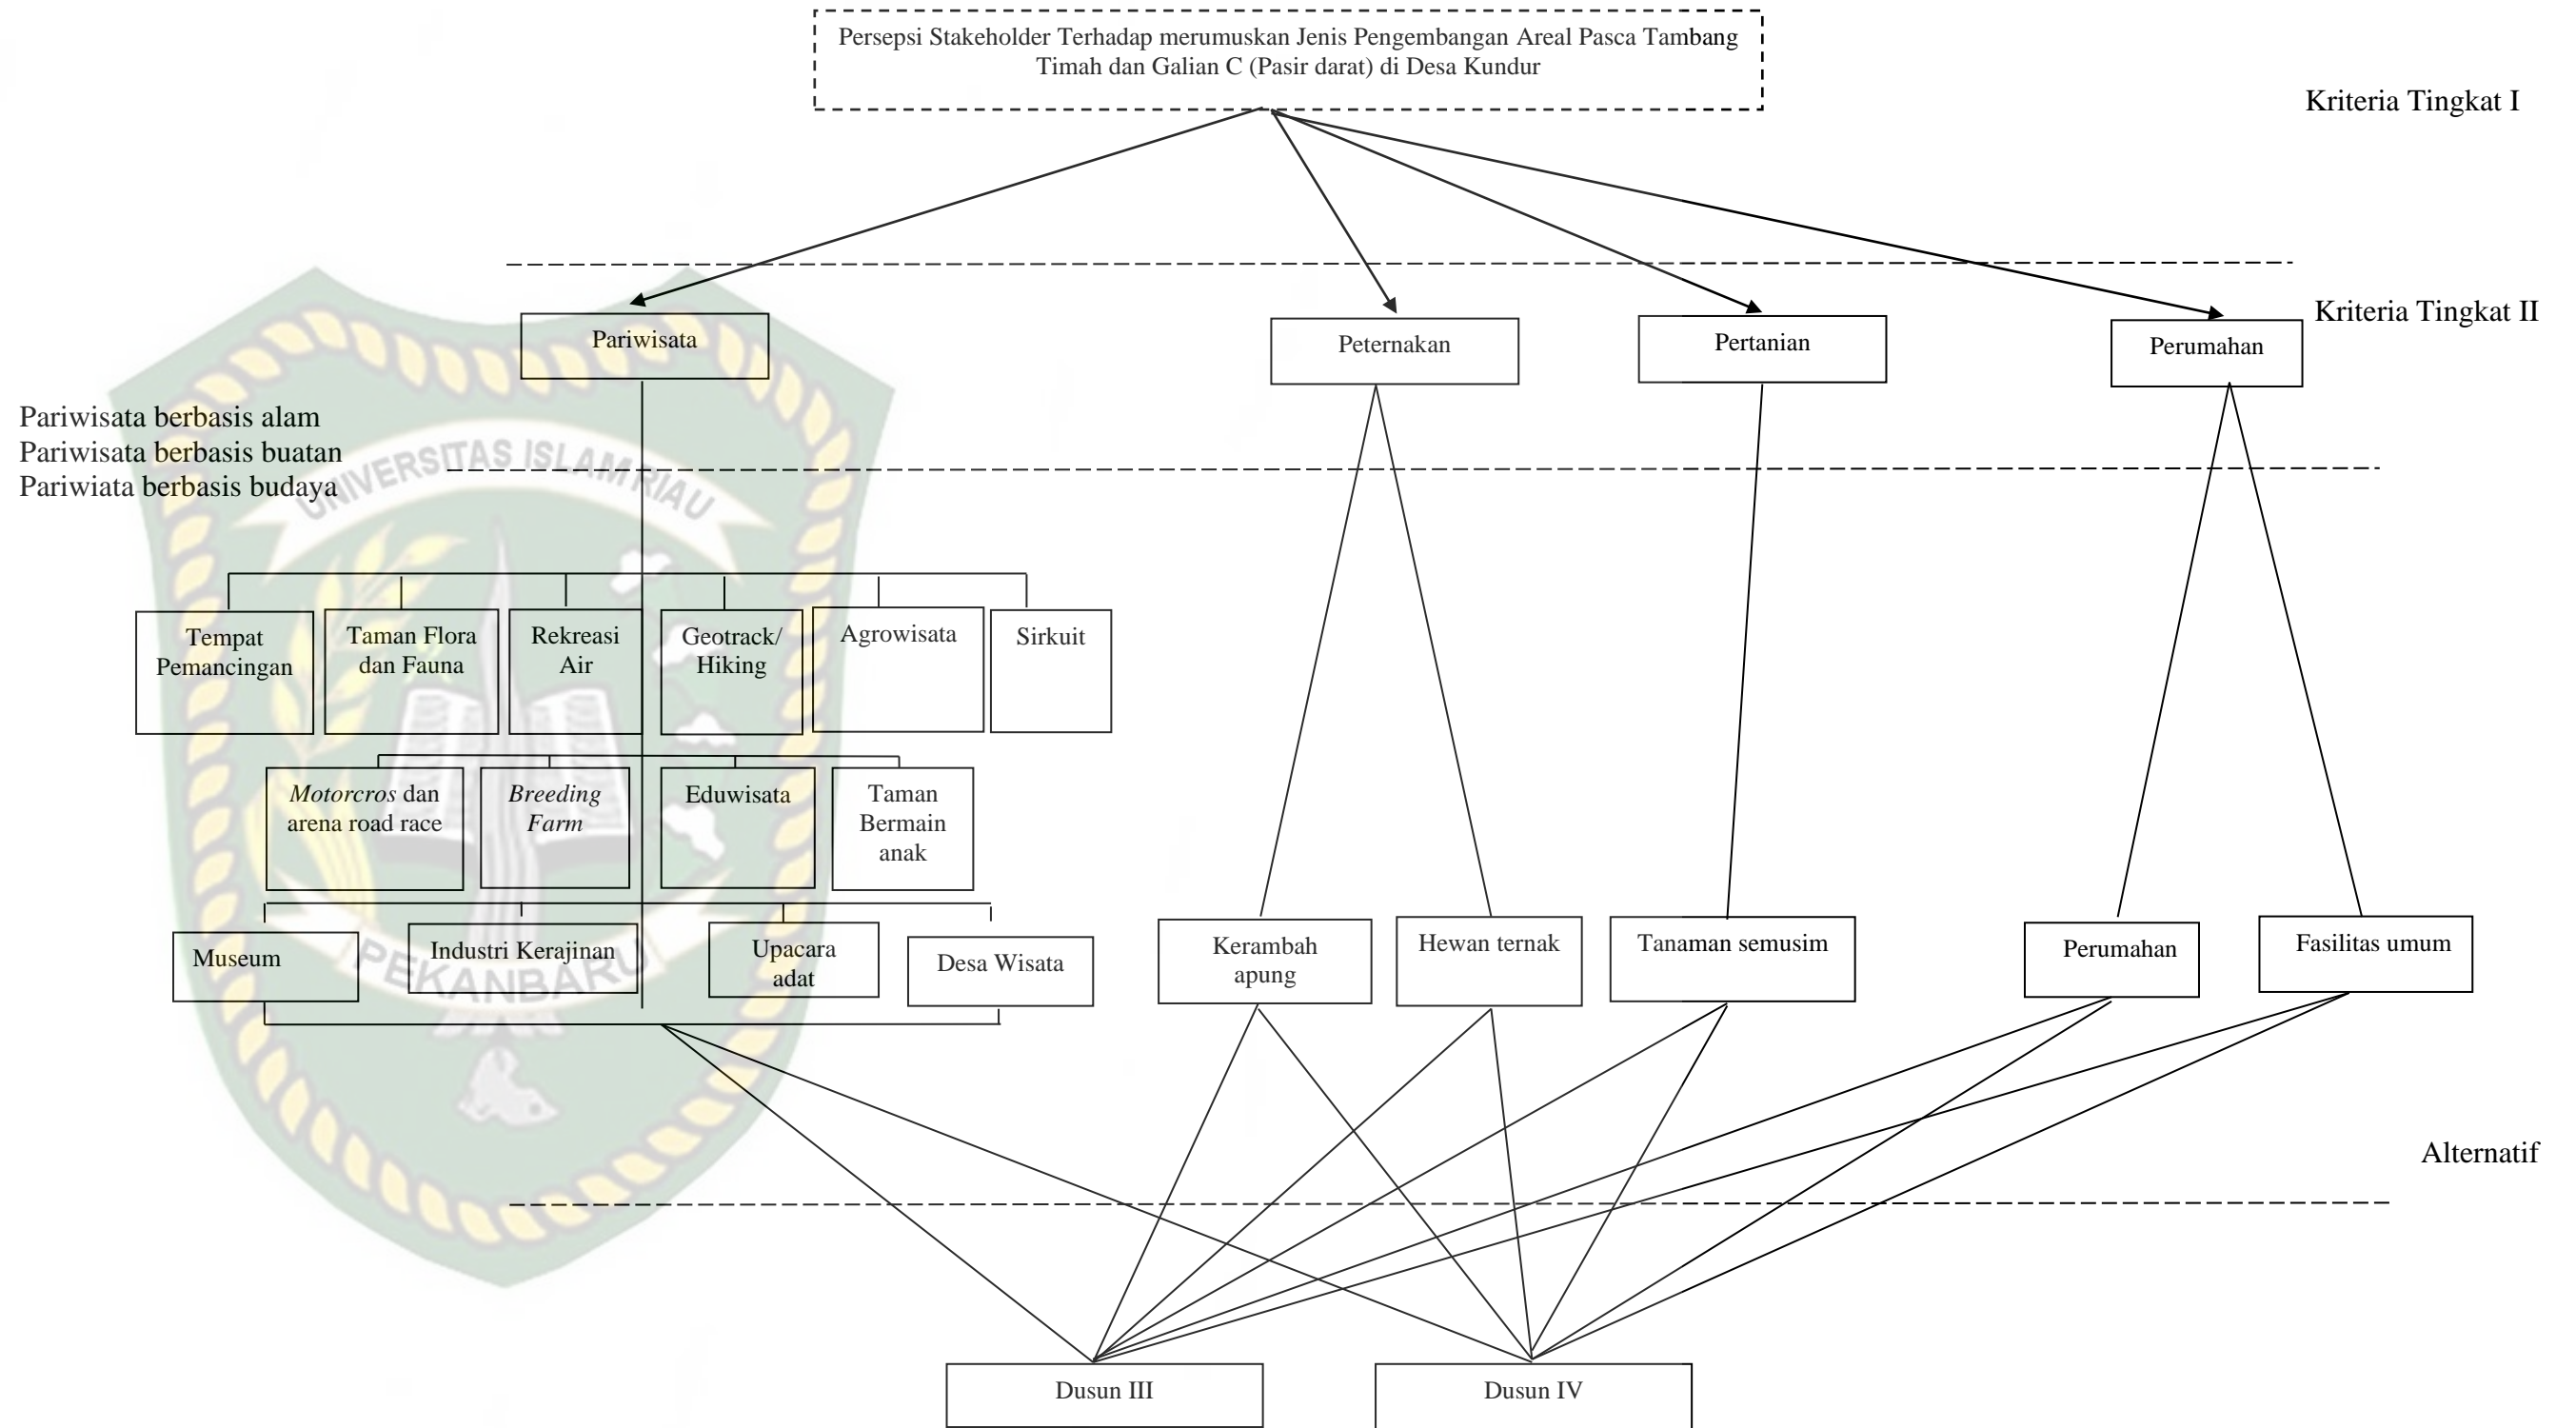 Persepsi Stakeholder Terhadap merumuskan Jenis Pengembangan Areal Pasca Tambang
Timah dan Galian C (Pasir darat) di Desa Kundur
Kriteria Tingkat I
Kriteria Tingkat II
Pariwisata
Peternakan
Pertanian
Perumahan
Pariwisata berbasis alam
Pariwisata berbasis buatan
Pariwiata berbasis budaya
UNIVERSITAS ISLAM RIAU
Tempat
Pemancingan
Taman Flora
dan Fauna
Rekreasi
Air
Geotrack/
Hiking
Agrowisata
Sirkuit
Motorcros dan
arena road race
Breeding
Farm
Eduwisata
Taman
Bermain
anak
Museum
Industri Kerajinan
Upacara
adat
Desa Wisata
Kerambah
apung
Hewan ternak
Tanaman semusim
Perumahan
Fasilitas umum
PEKANBARU
Alternatif
Dusun III
Dusun IV